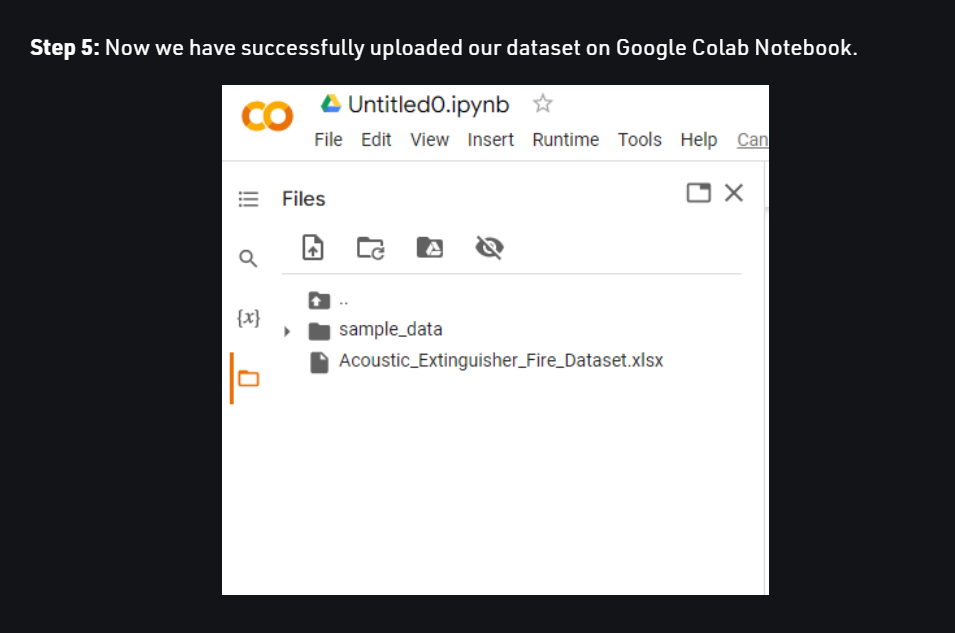 Step 5: Now we have successfully uploaded our dataset on Google Colab Notebook.
CO
Untitled0.ipynb
File Edit View Insert Runtime Tools Help Can
Files
{x}
..
sample_data
Acoustic_Extinguisher_Fire_Dataset.xlsx